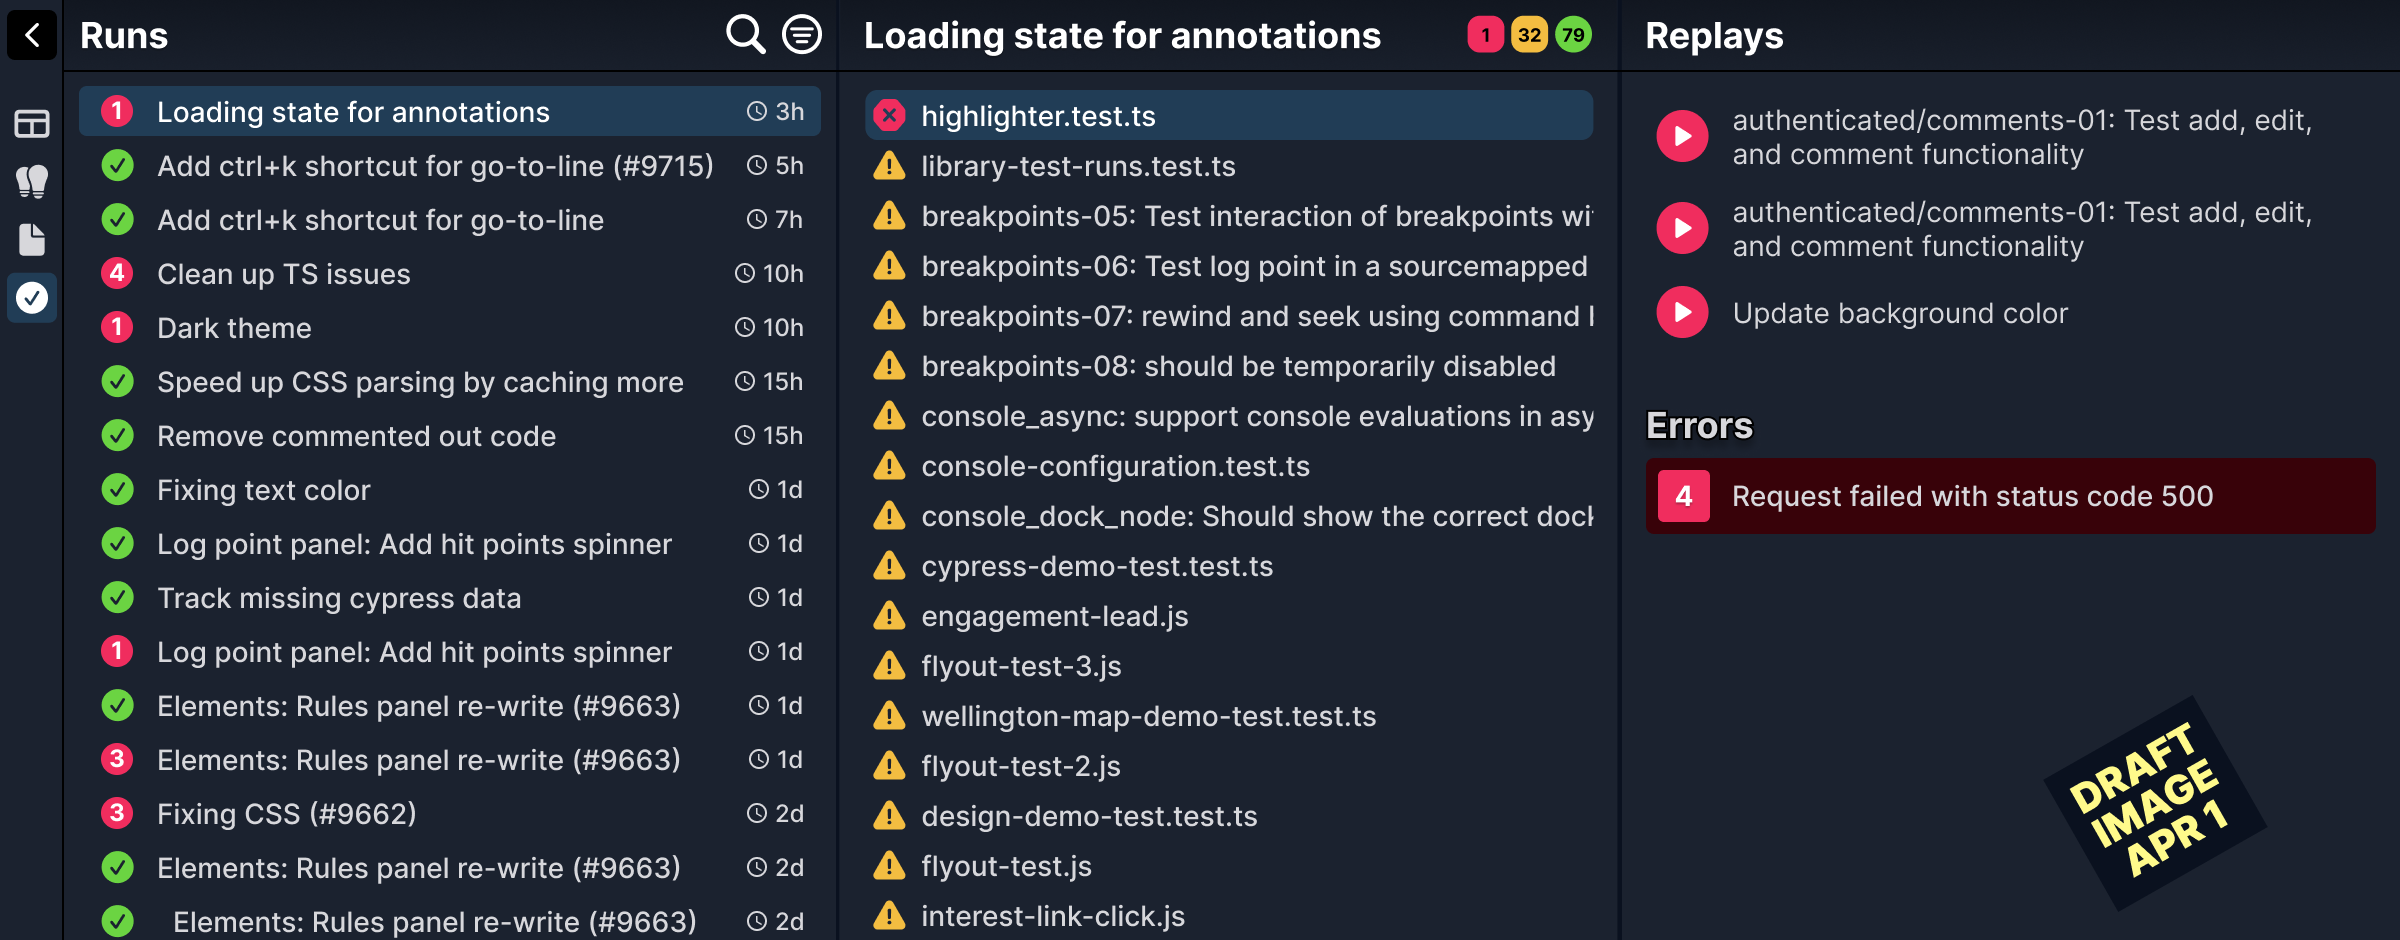 Runs
1 Loading state for annotations 3h
Add ctrl+k shortcut for go-to-line (#9715) 5h
Add ctrl+k shortcut for go-to-line 7h
4 Clean up TS issues 10h
1 Dark theme 10h
Speed up CSS parsing by caching more 15h
Remove commented out code 15h
Fixing text color 1d
Log point panel: Add hit points spinner 1d
Track missing cypress data 1d
1 Log point panel: Add hit points spinner 1d
Elements: Rules panel re-write (#9663) 1d
3 Elements: Rules panel re-write (#9663) 1d
3 Fixing CSS (#9662) 2d
Elements: Rules panel re-write (#9663) 2d
Elements: Rules panel re-write (#9663) 2d
Loading state for annotations 1 32 79
highlighter.test.ts
library-test-runs.test.ts
breakpoints-05: Test interaction of breakpoints wi
breakpoints-06: Test log point in a sourcemapped
breakpoints-07: rewind and seek using command
breakpoints-08: should be temporarily disabled
console_async: support console evaluations in asy
console-configuration.test.ts
console_dock_node: Should show the correct dock
cypress-demo-test.test.ts
engagement-lead.js
flyout-test-3.js
wellington-map-demo-test.test.ts
flyout-test-2.js
design-demo-test.test.ts
flyout-test.js
interest-link-click.js
Replays
authenticated/comments-01: Test add, edit,
and comment functionality
authenticated/comments-01: Test add, edit,
and comment functionality
Update background color
Errors
4 Request failed with status code 500
DRAFT
IMAGE
APR 1